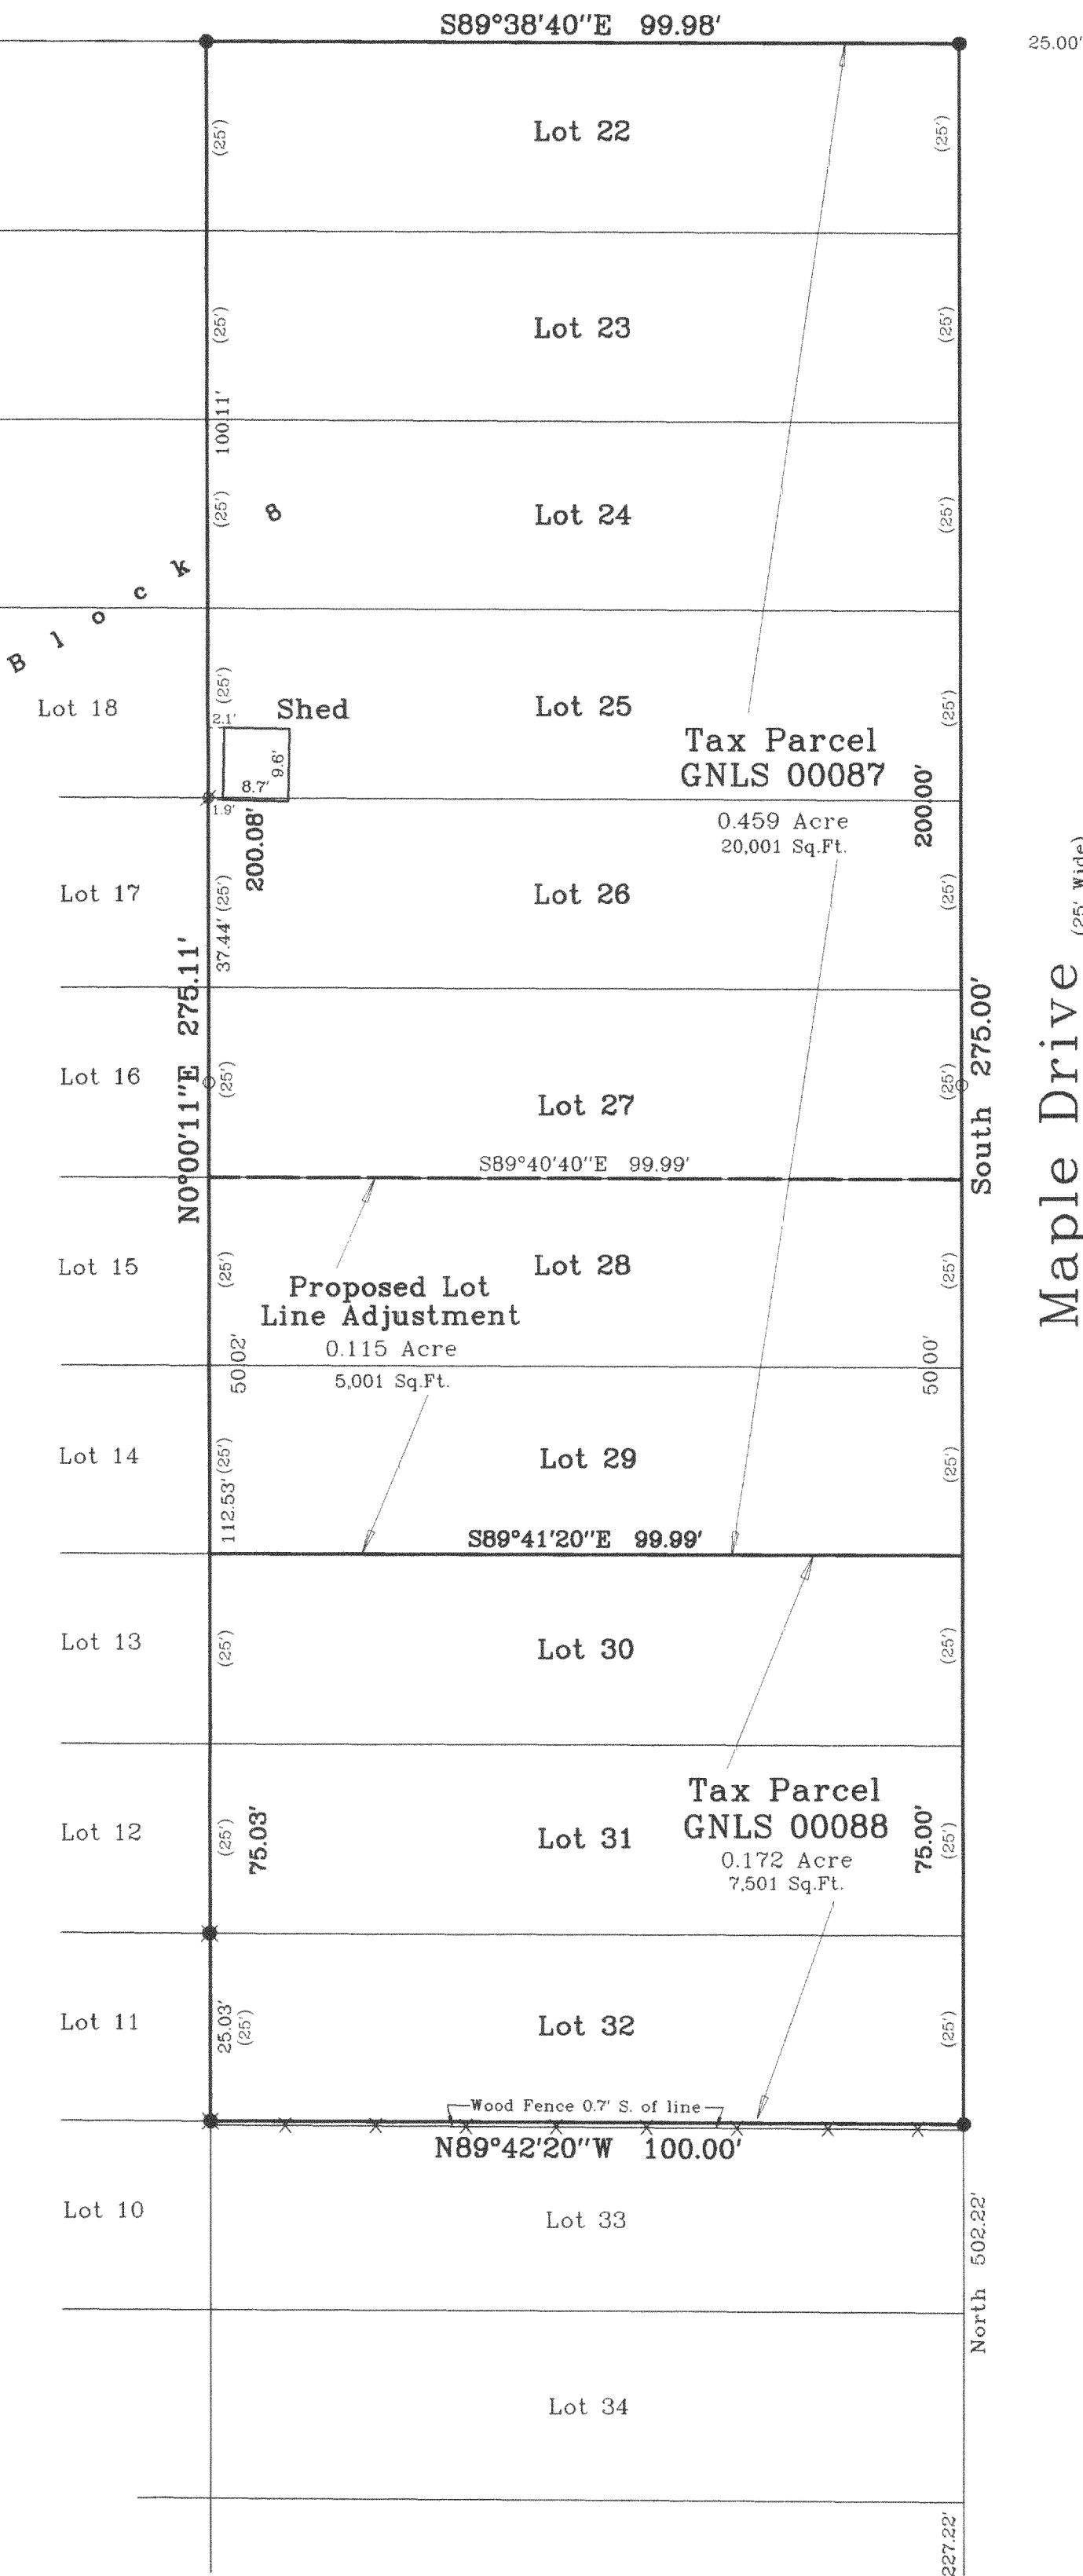 S89°38'40"E 99.98'
25.00'
Lot 22
(25')
(25')
Lot 23
(25')
(25')
100.11'
Lot 24
(25')
(25')
Block 8
Lot 18
(25')
2.1'
Shed
Lot 25
(25')
9.6'
8.7'
1.9'
Tax Parcel
GNLS 00087
0.459 Acre
20,001 Sq.Ft.
200.00'
200.08'
(25' Wide)
Maple Drive
Lot 17
(25')
37.44'
Lot 26
(25')
N0°00'11"E 275.11'
South 275.00'
Lot 16
(25')
Lot 27
(25')
S89°40'40"E 99.99'
Lot 15
(25')
Lot 28
(25')
Proposed Lot
Line Adjustment
0.115 Acre
5,001 Sq.Ft.
50.02'
50.00'
Lot 14
(25')
112.53'
Lot 29
(25')
S89°41'20"E 99.99'
Lot 13
(25')
Lot 30
(25')
Tax Parcel
GNLS 00088
0.172 Acre
7,501 Sq.Ft.
Lot 12
(25')
75.03'
Lot 31
75.00'
(25')
Lot 11
25.03'
(25')
Lot 32
(25')
Wood Fence 0.7' S. of line
N89°42'20"W 100.00'
Lot 10
Lot 33
North 502.22'
Lot 34
227.22'